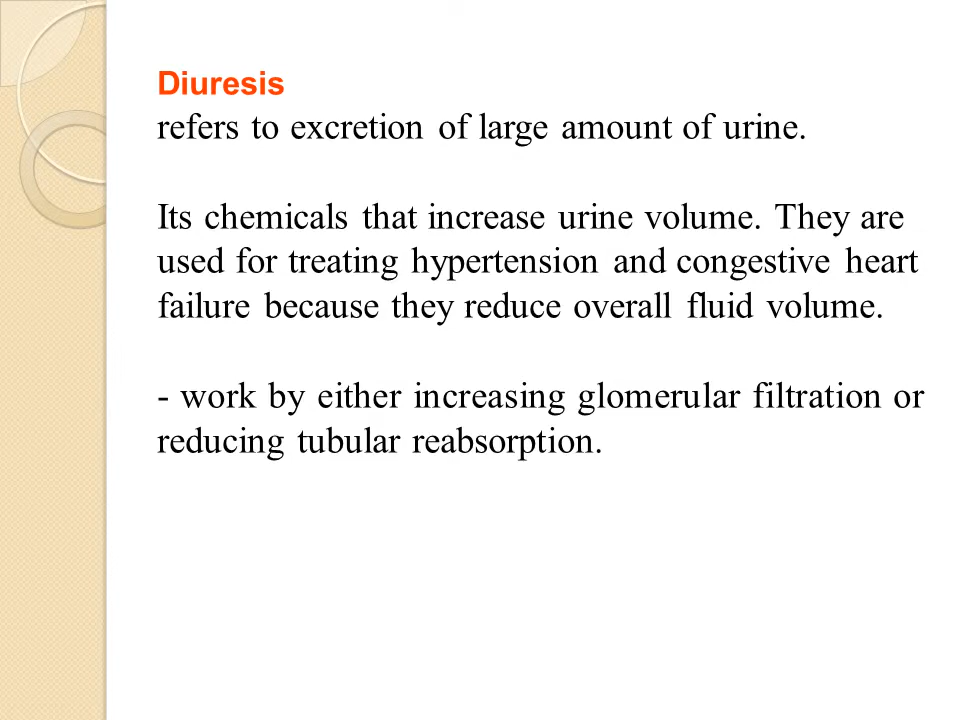 Diuresis
refers to excretion of large amount of urine.
Its chemicals that increase urine volume. They are
used for treating hypertension and congestive heart
failure because they reduce overall fluid volume.
- work by either increasing glomerular filtration or
reducing tubular reabsorption.